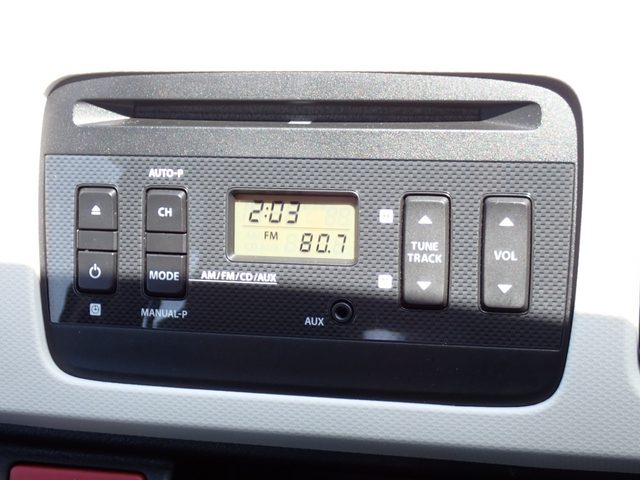 AUTO-P
CH
MODE
AM/FM/CD/AUX
MANUAL-P
2:03
FM
80.7
AUX
TUNE
TRACK
VOL